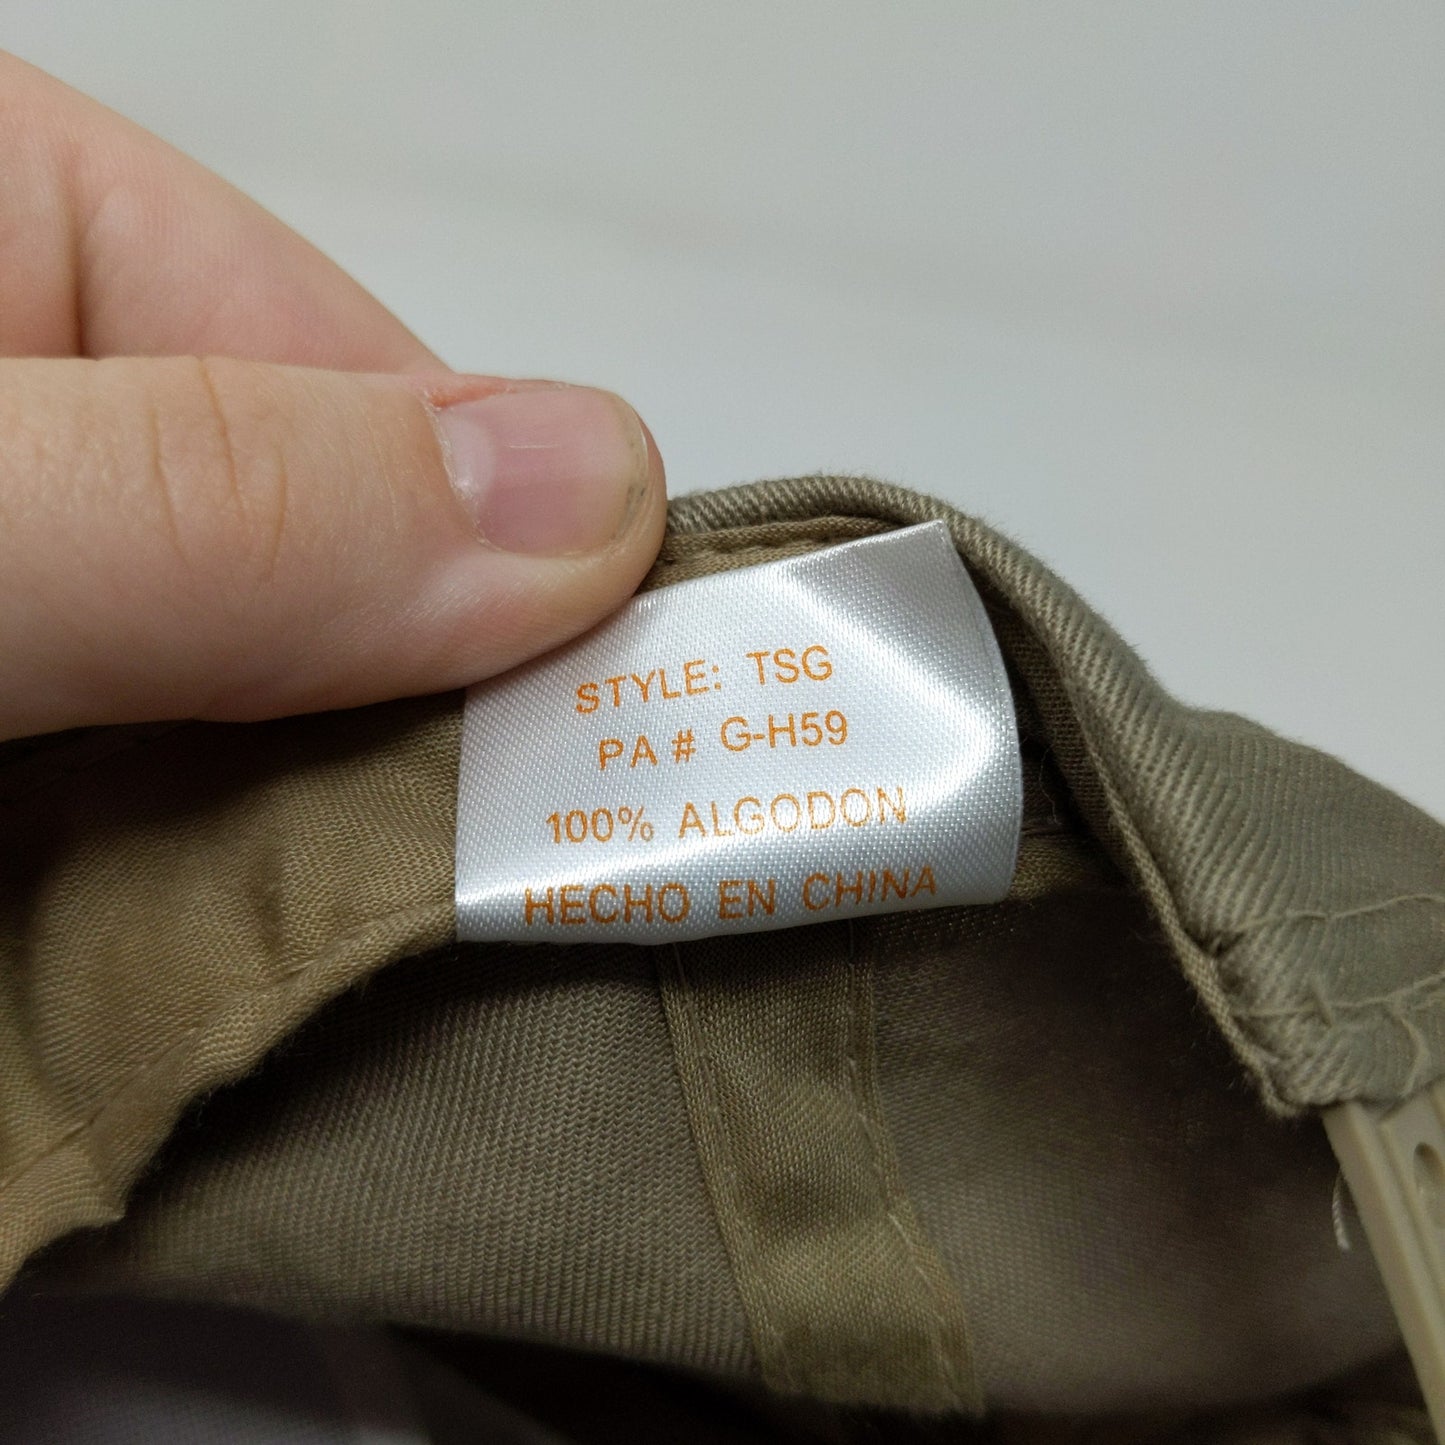 STYLE: TSG
PA # G-H59
100% ALGODON
HECHO EN CHINA